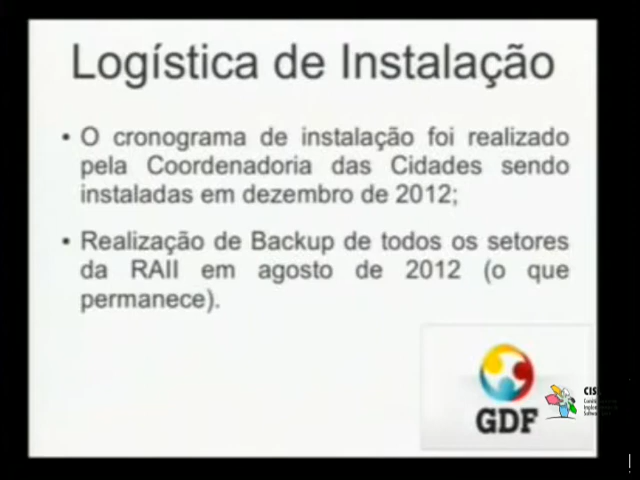 Logística de Instalação
• O cronograma de instalação foi realizado
pela Coordenadoria das Cidades sendo
instaladas em dezembro de 2012;
• Realização de Backup de todos os setores
da RAII em agosto de 2012 (o que
permanece).
GDF
CIS